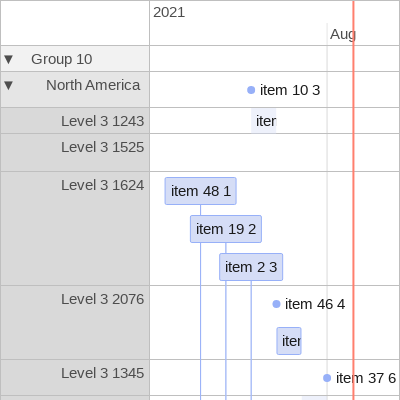 2021
Aug
▼ Group 10
▼ North America
item 10 3
Level 3 1243
iter
Level 3 1525
Level 3 1624
item 48 1
item 19 2
item 2 3
Level 3 2076
item 46 4
iter
Level 3 1345
item 37 6